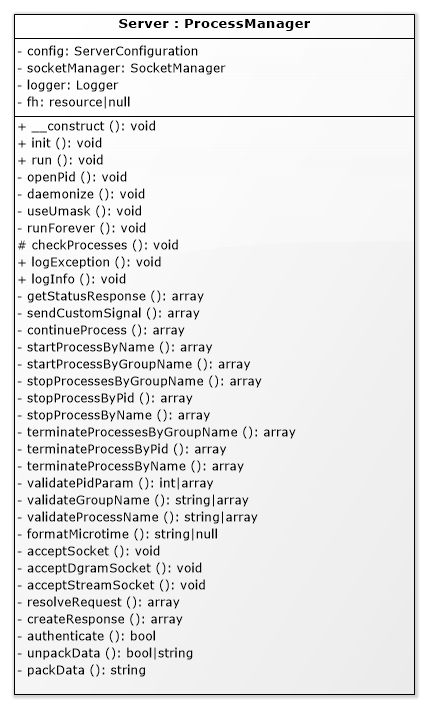 Server : ProcessManager
- config: ServerConfiguration
- socketManager: SocketManager
- logger: Logger
- fh: resource|null
+ __construct (): void
+ init (): void
+ run (): void
- openPid (): void
- daemonize (): void
- useUmask (): void
- runForever (): void
# checkProcesses (): void
+ logException (): void
+ logInfo (): void
- getStatusResponse (): array
- sendCustomSignal (): array
- continueProcess (): array
- startProcessByName (): array
- startProcessByGroupName (): array
- stopProcessesByGroupName (): array
- stopProcessByPid (): array
- stopProcessByName (): array
- terminateProcessesByGroupName (): array
- terminateProcessByPid (): array
- terminateProcessByName (): array
- validatePidParam (): int|array
- validateGroupName (): string|array
- validateProcessName (): string|array
- formatMicrotime (): string|null
- acceptSocket (): void
- acceptDgramSocket (): void
- acceptStreamSocket (): void
- resolveRequest (): array
- createResponse (): array
- authenticate (): bool
- unpackData (): bool|string
- packData (): string